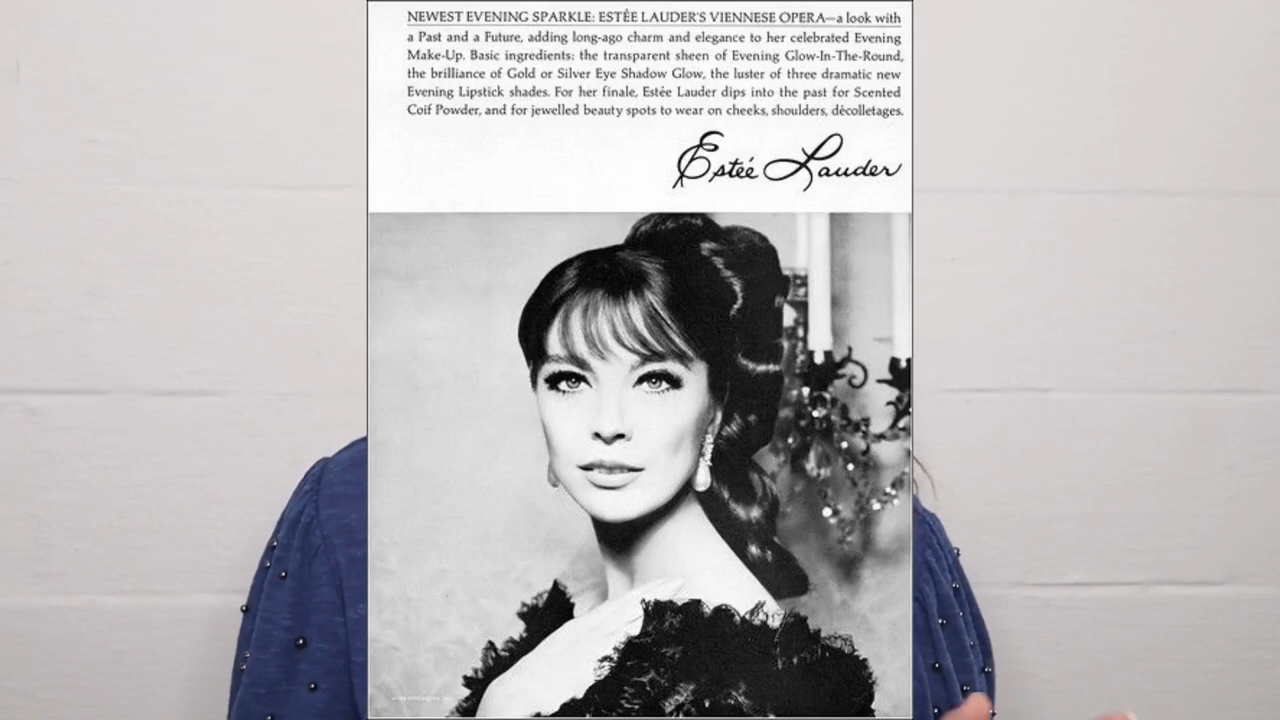 NEWEST EVENING SPARKLE: ESTÉE LAUDER'S VIENNESE OPERA—a look with
a Past and a Future, adding long-ago charm and elegance to her celebrated Evening
Make-Up. Basic ingredients: the transparent sheen of Evening Glow-In-The-Round,
the brilliance of Gold or Silver Eye Shadow Glow, the luster of three dramatic new
Evening Lipstick shades. For her finale, Estée Lauder dips into the past for Scented
Coif Powder, and for jewelled beauty spots to wear on cheeks, shoulders, décolletages.
Estée Lauder